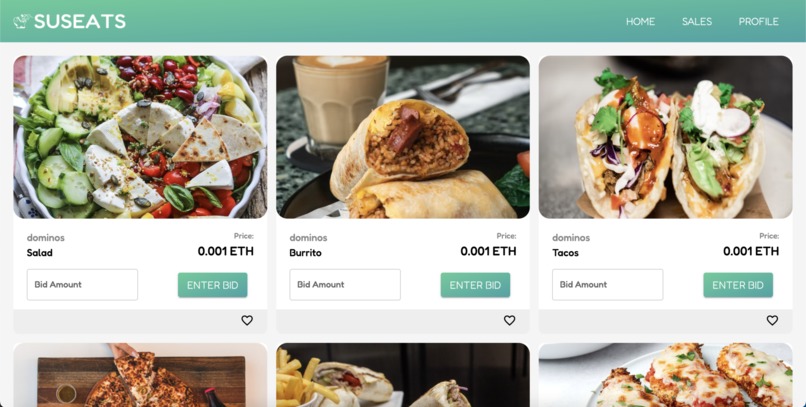 SUSEATS
HOME SALES PROFILE
dominos
Salad
Price:
0.001 ETH
Bid Amount
ENTER BID
dominos
Burrito
Price:
0.001 ETH
Bid Amount
ENTER BID
dominos
Tacos
Price:
0.001 ETH
Bid Amount
ENTER BID